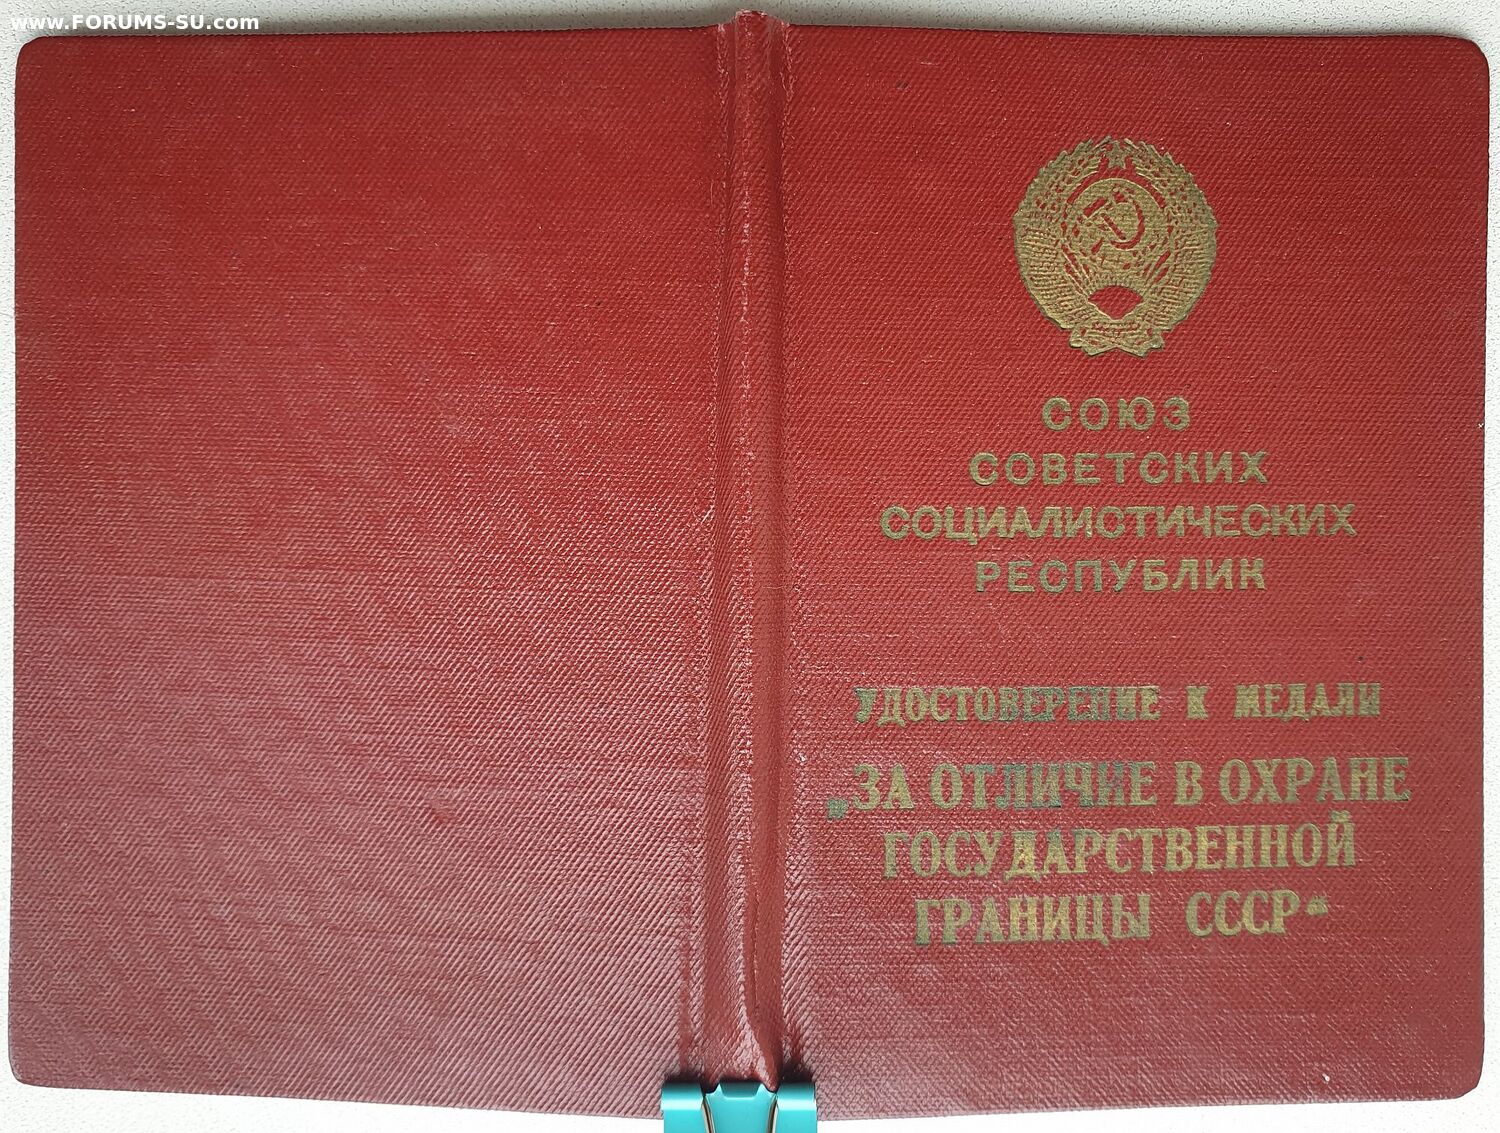 www.FORUMS-SU.com
СОЮЗ
СОВЕТСКИХ
СОЦИАЛИСТИЧЕСКИХ
РЕСПУБЛИК
УДОСТОВЕРЕНИЕ К МЕДАЛИ
„ЗА ОТЛИЧИЕ В ОХРАНЕ
ГОСУДАРСТВЕННОЙ
ГРАНИЦЫ СССР“